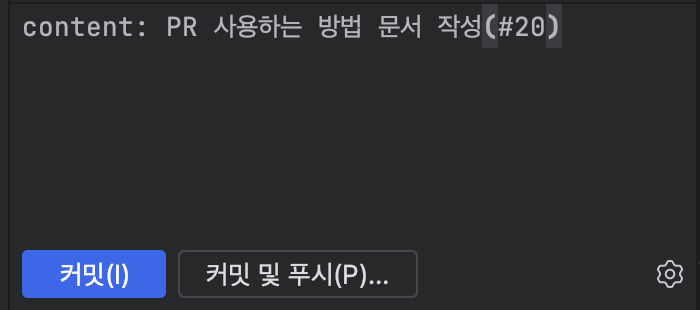 content: PR 사용하는 방법 문서 작성(#20)
커밋(I)
커밋 및 푸시(P)...